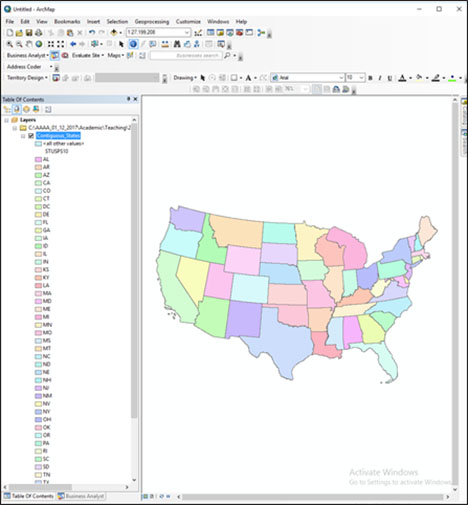 Untitled - ArcMap
File Edit View Bookmarks Insert Selection Geoprocessing Customize Windows Help
1:27,199,208
Business Analyst Evaluate Site Maps Businesses search
Address Coder
Territory Design Drawing A Arial 10 B I U A
Table Of Contents
Layers
C:\AAAA_01_12_2017\Academic\Teaching\2
Contiguous_States
<all other values>
STUSPS10
AL
AR
AZ
CA
CO
CT
DC
DE
FL
GA
IA
ID
IL
IN
KS
KY
LA
MA
MD
ME
MI
MN
MO
MS
MT
NC
ND
NE
NH
NJ
NM
NV
NY
OH
OK
OR
PA
RI
SC
SD
TN
TX
Table Of Contents Business Analyst
Catalog
Search
Activate Windows
Go to Settings to activate Windows